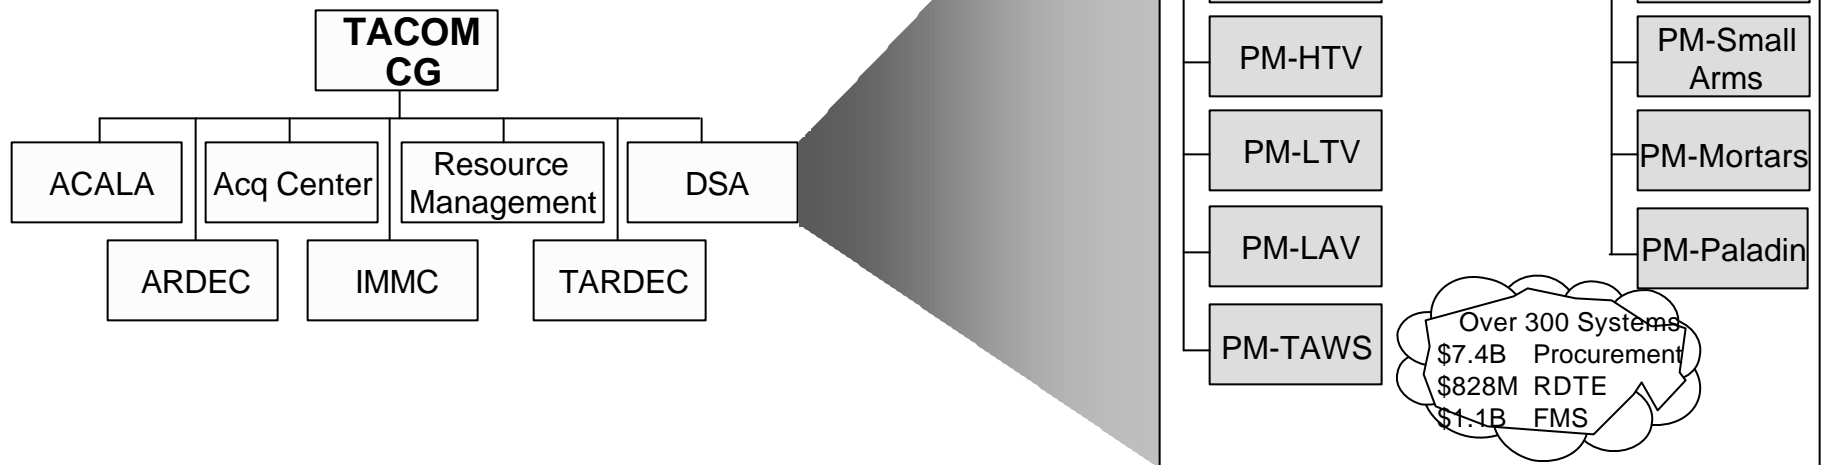 TACOM
CG
ACALA
Acq Center
Resource
Management
DSA
ARDEC
IMMC
TARDEC
PM-HTV
PM-LTV
PM-LAV
PM-TAWS
PM-Small
Arms
PM-Mortars
PM-Paladin
Over 300 Systems
$7.4B Procurement
$828M RDTE
$1.1B FMS